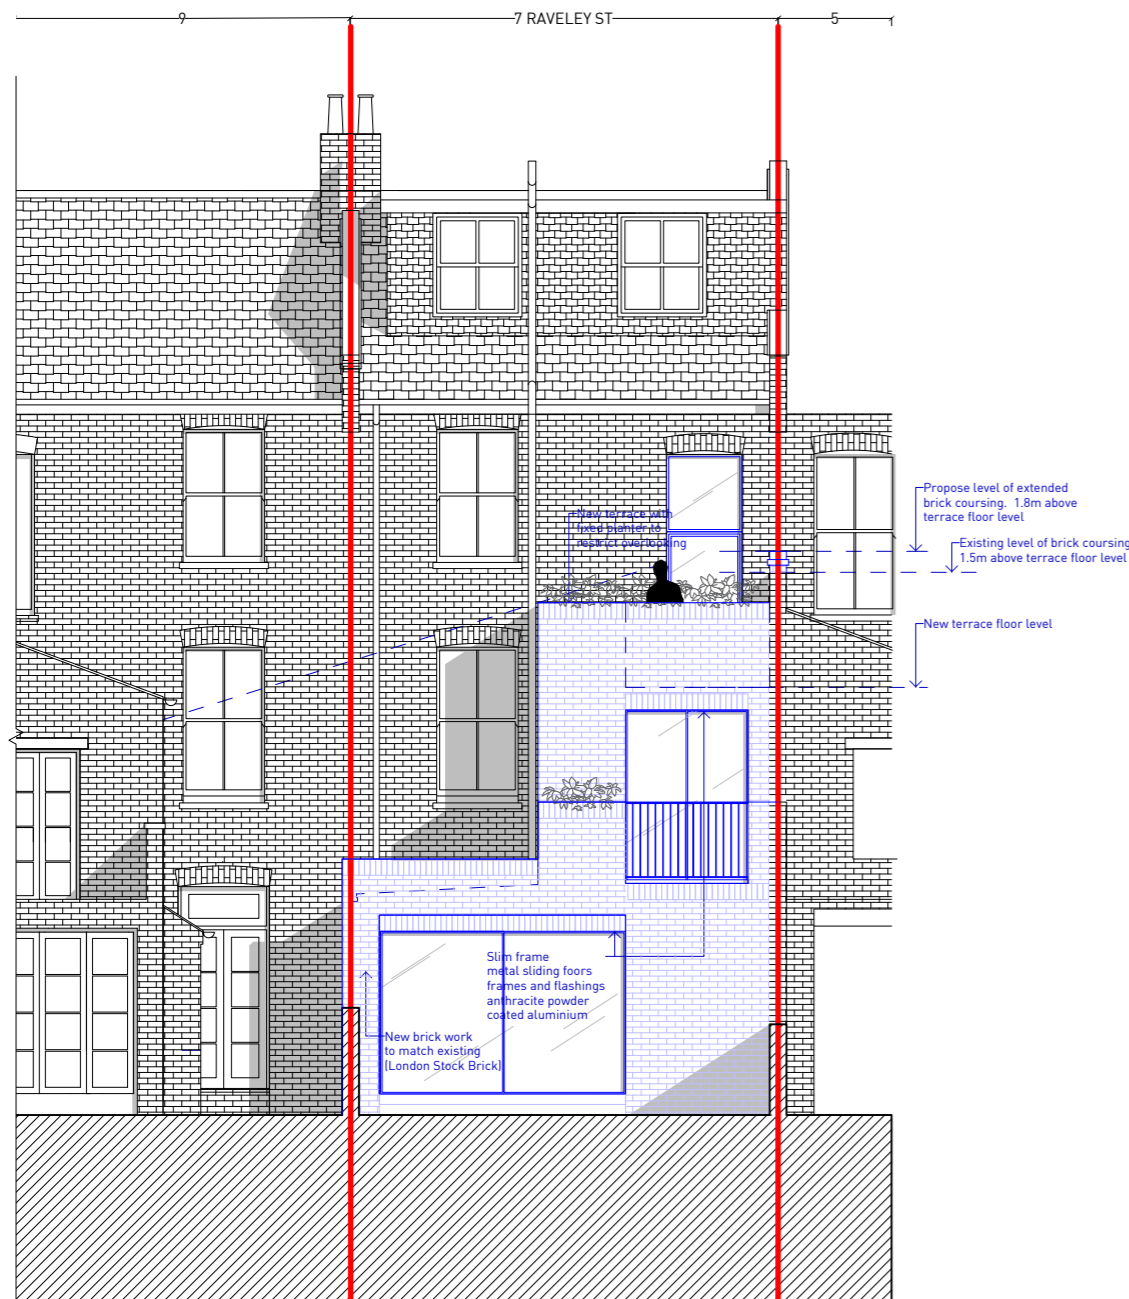 9
7 RAVELEY ST
5
Propose level of extended
brick coursing. 1.8m above
terrace floor level
New terrace with
fixed planter to
restrict overlooking
Existing level of brick coursing
1.5m above terrace floor level
New terrace floor level
Slim frame
metal sliding foors
frames and flashings
anthracite powder
coated aluminium
New brick work
to match existing
(London Stock Brick)